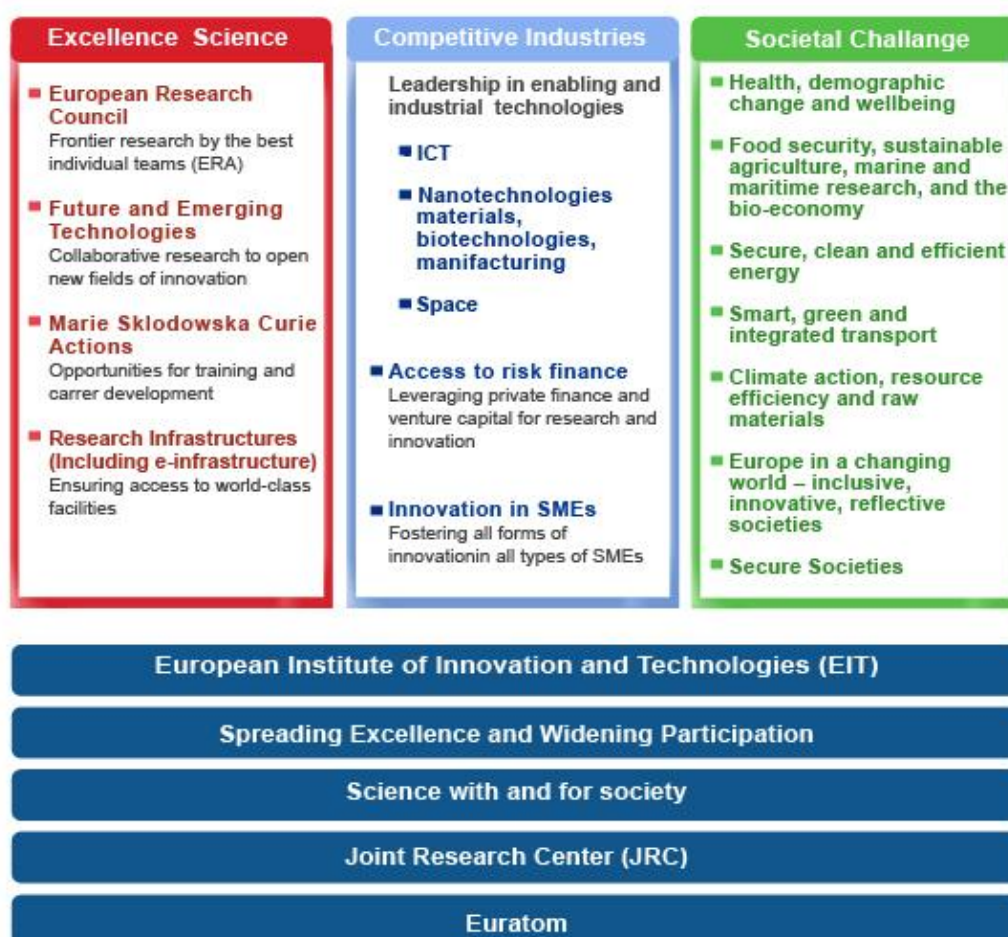 Excellence Science
European Research
Council
Frontier research by the best
individual teams (ERA)
Future and Emerging
Technologies
Collaborative research to open
new fields of innovation
Marie Sklodowska Curie
Actions
Opportunities for training and
carrer development
Research Infrastructures
(Including e-infrastructure)
Ensuring access to world-class
facilities
Competitive Industries
Leadership in enabling and
industrial technologies
ICT
Nanotechnologies
materials,
biotechnologies,
manifacturing
Space
Access to risk finance
Leveraging private finance and
venture capital for research and
innovation
Innovation in SMEs
Fostering all forms of
innovationin all types of SMEs
Societal Challange
Health, demographic
change and wellbeing
Food security, sustainable
agriculture, marine and
maritime research, and the
bio-economy
Secure, clean and efficient
energy
Smart, green and
integrated transport
Climate action, resource
efficiency and raw
materials
Europe in a changing
world – inclusive,
innovative, reflective
societies
Secure Societies
European Institute of Innovation and Technologies (EIT)
Spreading Excellence and Widening Participation
Science with and for society
Joint Research Center (JRC)
Euratom